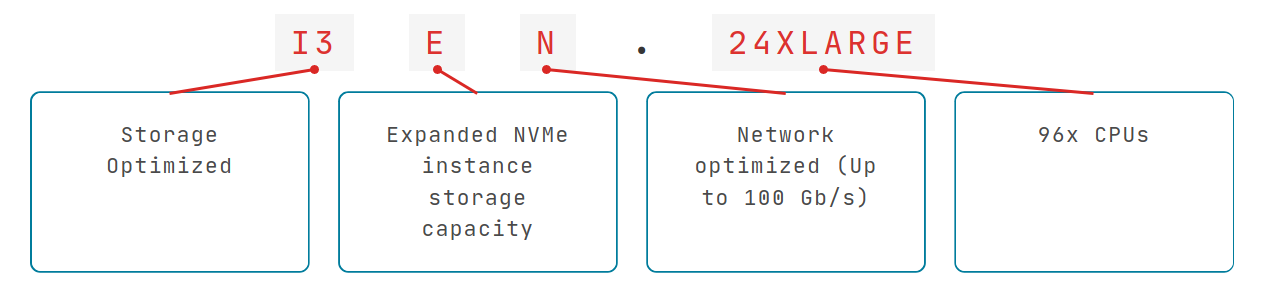 I3 E N . 24XLARGE
Storage
Optimized
Expanded NVMe
instance
storage
capacity
Network
optimized (Up
to 100 Gb/s)
96x CPUs